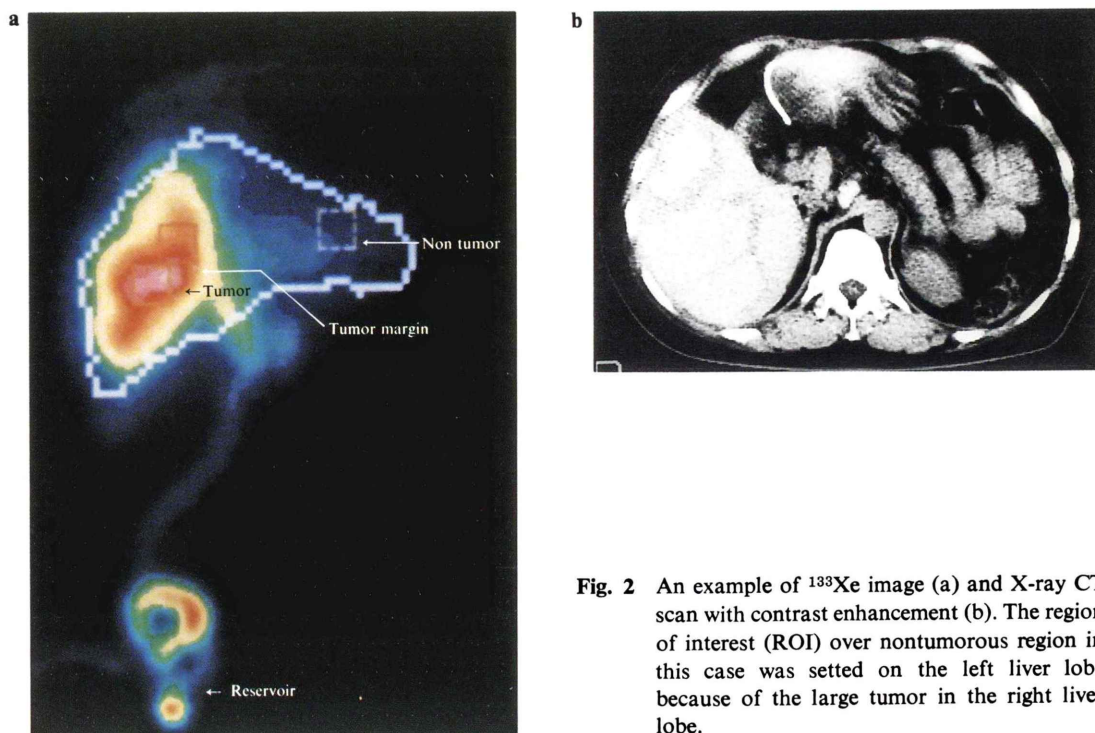 a
b
Non tumor
←Tumor
Tumor margin
← Reservoir
Fig. 2 An example of ¹³³Xe image (a) and X-ray CT
scan with contrast enhancement (b). The region
of interest (ROI) over nontumorous region in
this case was setted on the left liver lobe
because of the large tumor in the right liver
lobe.